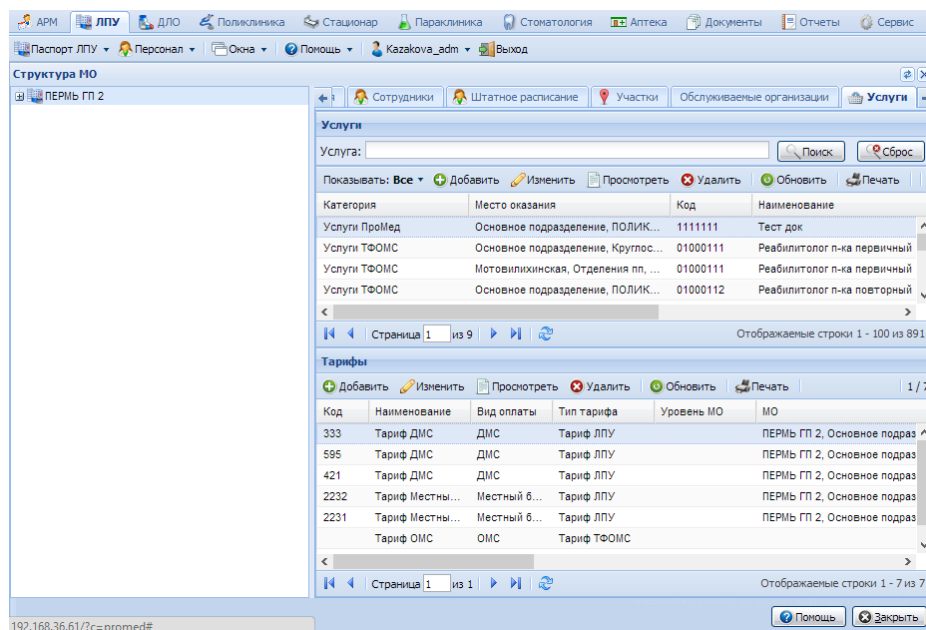 АРМ ЛПУ ДЛО Поликлиника Стационар Параклиника Стоматология Аптека Документы Отчеты Сервис
Паспорт ЛПУ Персонал Окна Помощь Kazakova_adm Выход
Структура МО
ПЕРМЬ ГП 2
Сотрудники Штатное расписание Участки Обслуживаемые организации Услуги
Услуги
Услуга: Поиск Сброс
Показывать: Все Добавить Изменить Просмотреть Удалить Обновить Печать
Категория Место оказания Код Наименование
Услуги ПроМед Основное подразделение, ПОЛИК... 1111111 Тест док
Услуги ТФОМС Основное подразделение, Круглос... 01000111 Реабилитолог п-ка первичный
Услуги ТФОМС Мотовилихинская, Отделения пп, ... 01000111 Реабилитолог п-ка первичный
Услуги ТФОМС Основное подразделение, ПОЛИК... 01000112 Реабилитолог п-ка повторный
Страница 1 из 9 Отображаемые строки 1 - 100 из 891
Тарифы
Добавить Изменить Просмотреть Удалить Обновить Печать 1 / 7
Код Наименование Вид оплаты Тип тарифа Уровень МО МО
333 Тариф ДМС ДМС Тариф ЛПУ ПЕРМЬ ГП 2, Основное подраз
595 Тариф ДМС ДМС Тариф ЛПУ ПЕРМЬ ГП 2, Основное подраз
421 Тариф ДМС ДМС Тариф ЛПУ ПЕРМЬ ГП 2, Основное подраз
2232 Тариф Местны... Местный б... Тариф ЛПУ ПЕРМЬ ГП 2, Основное подраз
2231 Тариф Местны... Местный б... Тариф ЛПУ ПЕРМЬ ГП 2, Основное подраз
Тариф ОМС ОМС Тариф ТФОМС
Страница 1 из 1 Отображаемые строки 1 - 7 из 7
Помощь Закрыть
192.168.36.61/?c=promed#